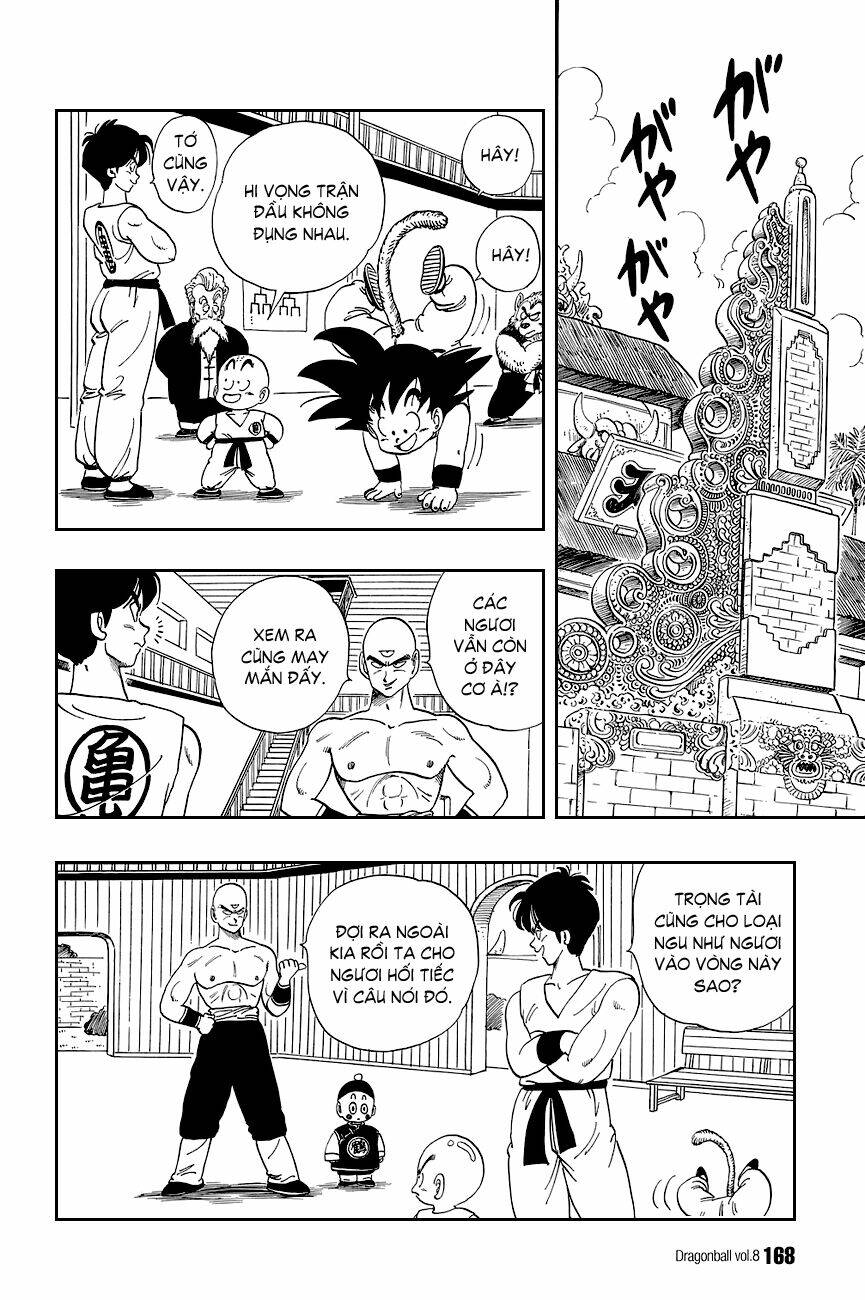 がや
がや
がや
TỚ
CŨNG
VẬY.
HI VỌNG TRẬN
ĐẦU KHÔNG
ĐỤNG NHAU.
HÂY!
HÂY!
亀
CÁC
NGƯƠI
VẪN CÒN
Ở ĐÂY
CƠ À!?
XEM RA
CŨNG MAY
MẮN ĐẤY.
亀
TRỌNG TÀI
CŨNG CHO LOẠI
NGU NHƯ NGƯƠI
VÀO VÒNG NÀY
SAO?
ĐỢI RA NGOÀI
KIA RỒI TA CHO
NGƯƠI HỐI TIẾC
VÌ CÂU NÓI ĐÓ.
鶴
Dragonball vol.8 168